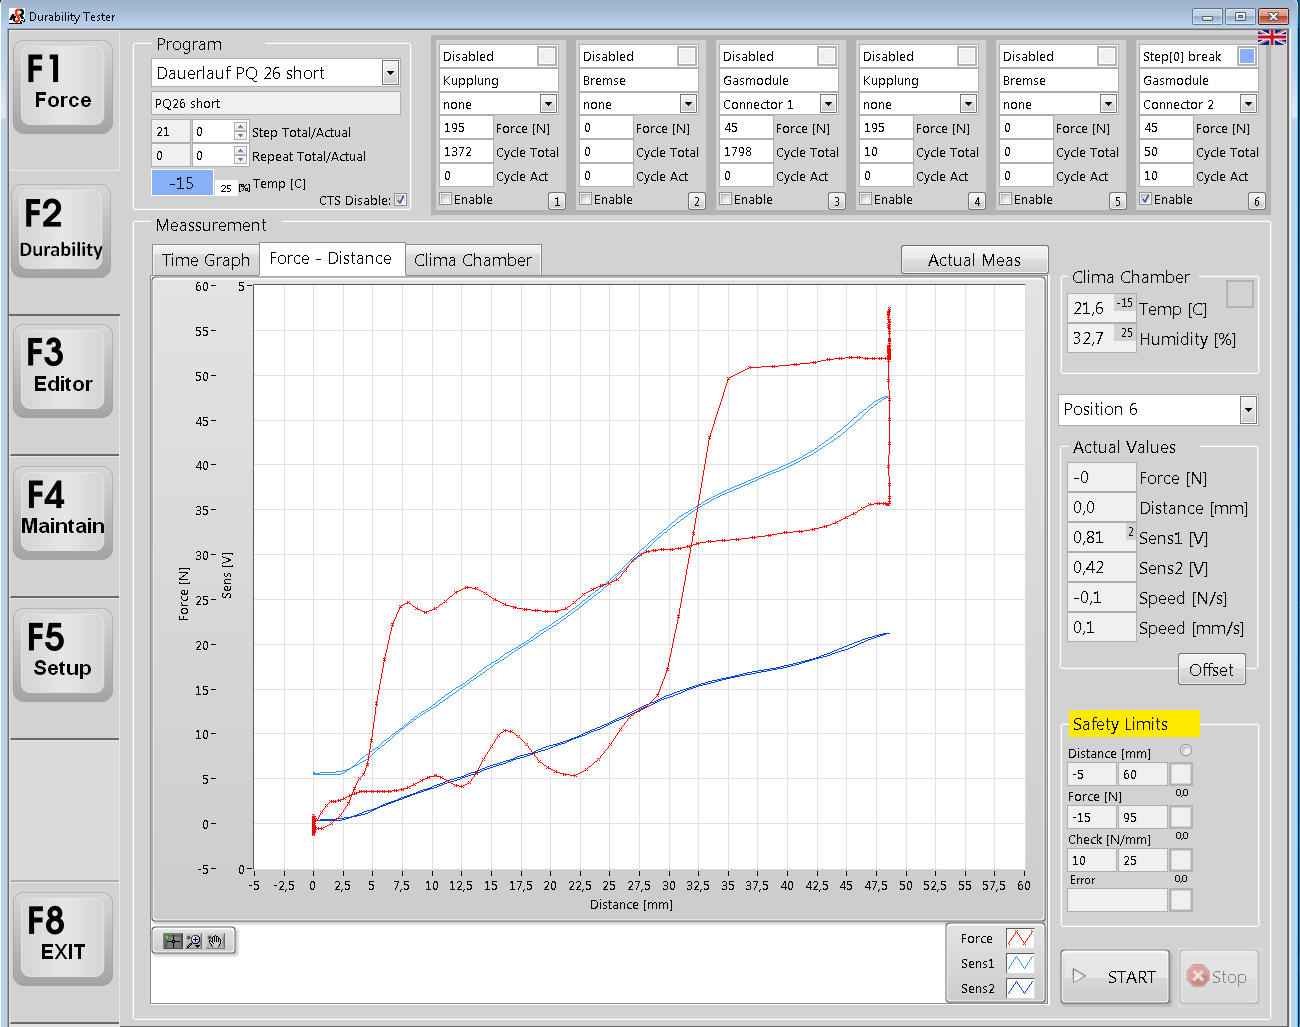 Durability Tester
F1
Force
F2
Durability
F3
Editor
F4
Maintain
F5
Setup
F8
EXIT
Program
Dauerlauf PQ 26 short
PQ26 short
21 0 Step Total/Actual
0 0 Repeat Total/Actual
-15 25 [%] Temp [C]
CTS Disable:
Disabled
Kupplung
none
195 Force [N]
1372 Cycle Total
0 Cycle Act
Enable 1
Disabled
Bremse
none
0 Force [N]
0 Cycle Total
0 Cycle Act
Enable 2
Disabled
Gasmodule
Connector 1
45 Force [N]
1798 Cycle Total
0 Cycle Act
Enable 3
Disabled
Kupplung
none
195 Force [N]
10 Cycle Total
0 Cycle Act
Enable 4
Disabled
Bremse
none
0 Force [N]
0 Cycle Total
0 Cycle Act
Enable 5
Step[0] break
Gasmodule
Connector 2
45 Force [N]
50 Cycle Total
10 Cycle Act
Enable 6
Meassurement
Time Graph Force - Distance Clima Chamber
Actual Meas
Force [N]
60-
55-
50-
45-
40-
35-
30-
25-
20-
15-
10-
5-
0-
-5-
Sens [V]
5-
0-
-5 -2,5 0 2,5 5 7,5 10 12,5 15 17,5 20 22,5 25 27,5 30 32,5 35 37,5 40 42,5 45 47,5 50 52,5 55 57,5 60
Distance [mm]
Force
Sens1
Sens2
Clima Chamber
21,6 -15 Temp [C]
32,7 25 Humidity [%]
Position 6
Actual Values
-0 Force [N]
0,0 Distance [mm]
0,81 2 Sens1 [V]
0,42 Sens2 [V]
-0,1 Speed [N/s]
0,1 Speed [mm/s]
Offset
Safety Limits
Distance [mm]
-5 60
0,0
Force [N]
-15 95
0,0
Check [N/mm]
10 25
0,0
Error
START
Stop